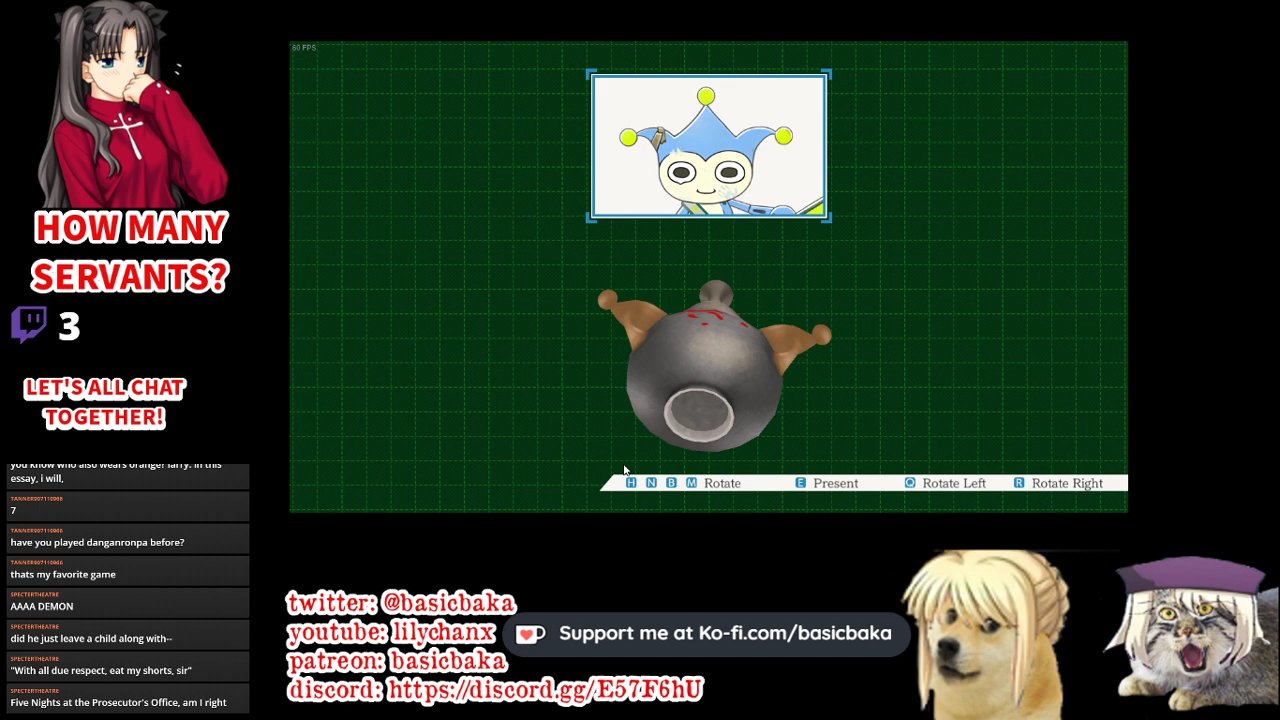 HOW MANY
SERVANTS?
3
LET'S ALL CHAT
TOGETHER!
you know who also wears orange? larry. in this
essay, i will,
TANNER987110966
7
TANNER987110966
have you played danganronpa before?
TANNER987110966
thats my favorite game
SPECTERTHEATRE
AAAA DEMON
SPECTERTHEATRE
did he just leave a child along with--
SPECTERTHEATRE
"With all due respect, eat my shorts, sir"
SPECTERTHEATRE
Five Nights at the Prosecutor's Office, am I right
60 FPS
H N B M Rotate E Present Q Rotate Left R Rotate Right
twitter: @basicbaka
youtube: lilychanx
patreon: basicbaka
discord: https://discord.gg/E57F6hU
Support me at Ko-fi.com/basicbaka